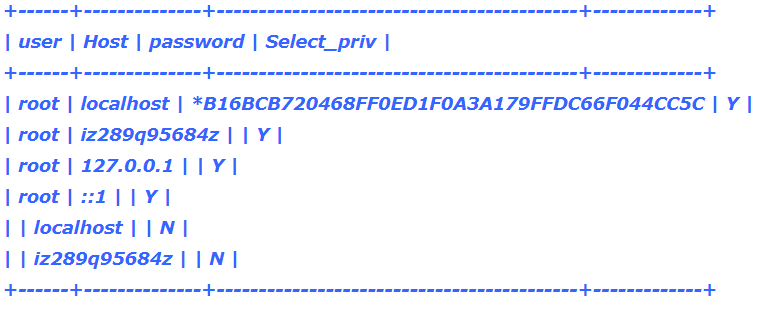 +------+--------------+-------------------------------------------+-------------+
| user | Host | password | Select_priv |
+------+--------------+-------------------------------------------+-------------+
| root | localhost | *B16BCB720468FF0ED1F0A3A179FFDC66F044CC5C | Y |
| root | iz289q95684z | | Y |
| root | 127.0.0.1 | | Y |
| root | ::1 | | Y |
| | localhost | | N |
| | iz289q95684z | | N |
+------+--------------+-------------------------------------------+-------------+